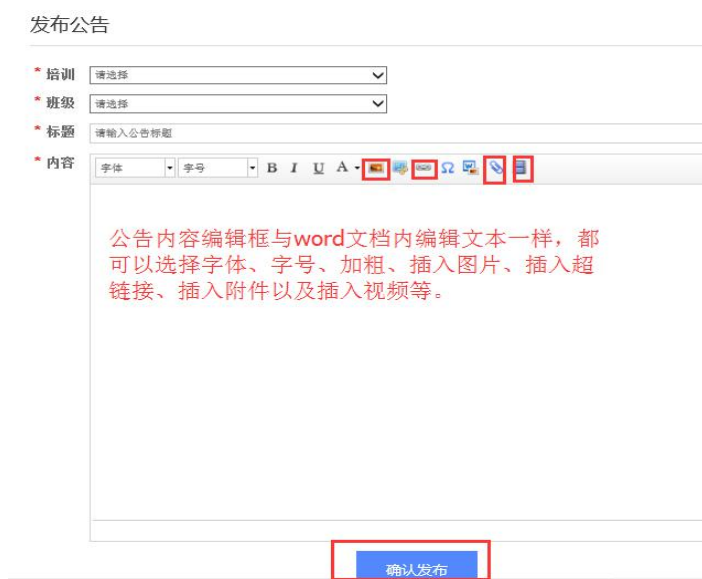 发布公告
* 培训 请选择
* 班级 请选择
* 标题 请输入公告标题
* 内容 字体 字号 B I U A Ω
公告内容编辑框与word文档内编辑文本一样，都
可以选择字体、字号、加粗、插入图片、插入超
链接、插入附件以及插入视频等。
确认发布